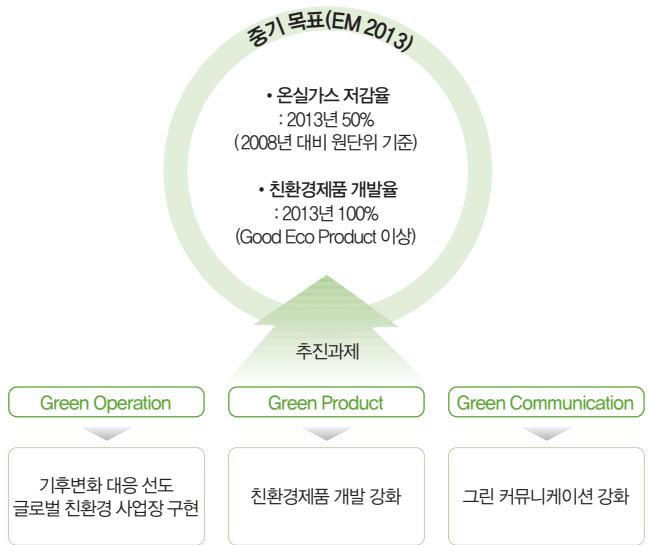 중기 목표(EM 2013)
• 온실가스 저감율
: 2013년 50%
(2008년 대비 원단위 기준)
• 친환경제품 개발율
: 2013년 100%
(Good Eco Product 이상)
추진과제
Green Operation
Green Product
Green Communication
기후변화 대응 선도
글로벌 친환경 사업장 구현
친환경제품 개발 강화
그린 커뮤니케이션 강화